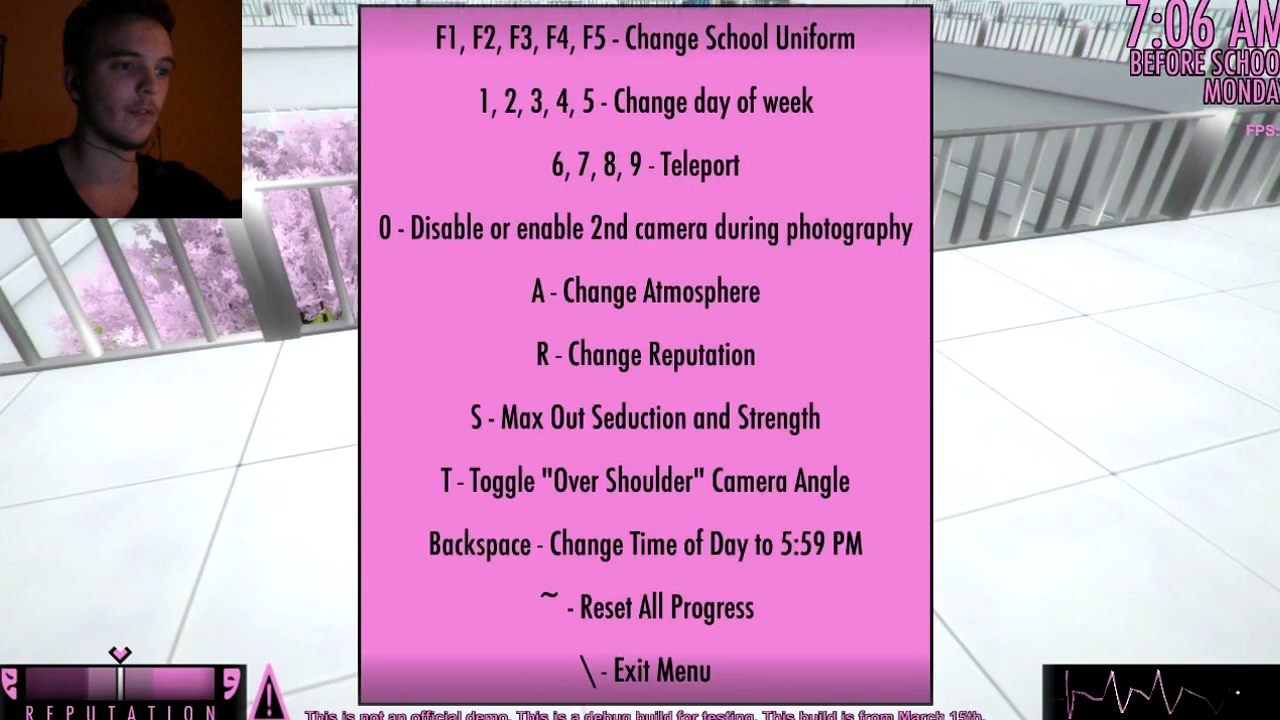 F1, F2, F3, F4, F5 - Change School Uniform
1, 2, 3, 4, 5 - Change day of week
6, 7, 8, 9 - Teleport
0 - Disable or enable 2nd camera during photography
A - Change Atmosphere
R - Change Reputation
S - Max Out Seduction and Strength
T - Toggle "Over Shoulder" Camera Angle
Backspace - Change Time of Day to 5:59 PM
~ - Reset All Progress
\ - Exit Menu
7:06 AM
BEFORE SCHOO
MONDA
FPS:
REPUTATION
This is not an official demo. This is a debug build for testing. This build is from March 15th.